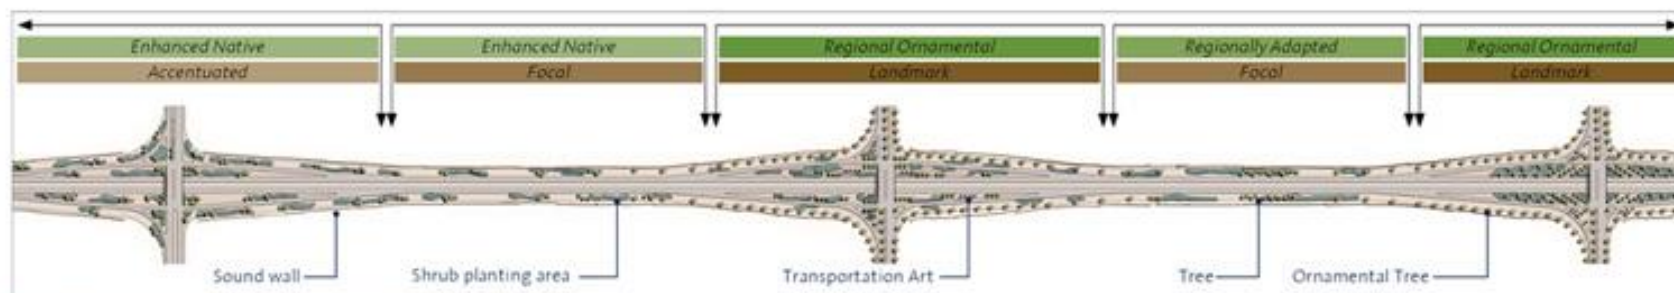 Enhanced Native
Enhanced Native
Regional Ornamental
Regionally Adapted
Regional Ornamental
Accentuated
Focal
Landmark
Focal
Landmark
Sound wall
Shrub planting area
Transportation Art
Tree
Ornamental Tree